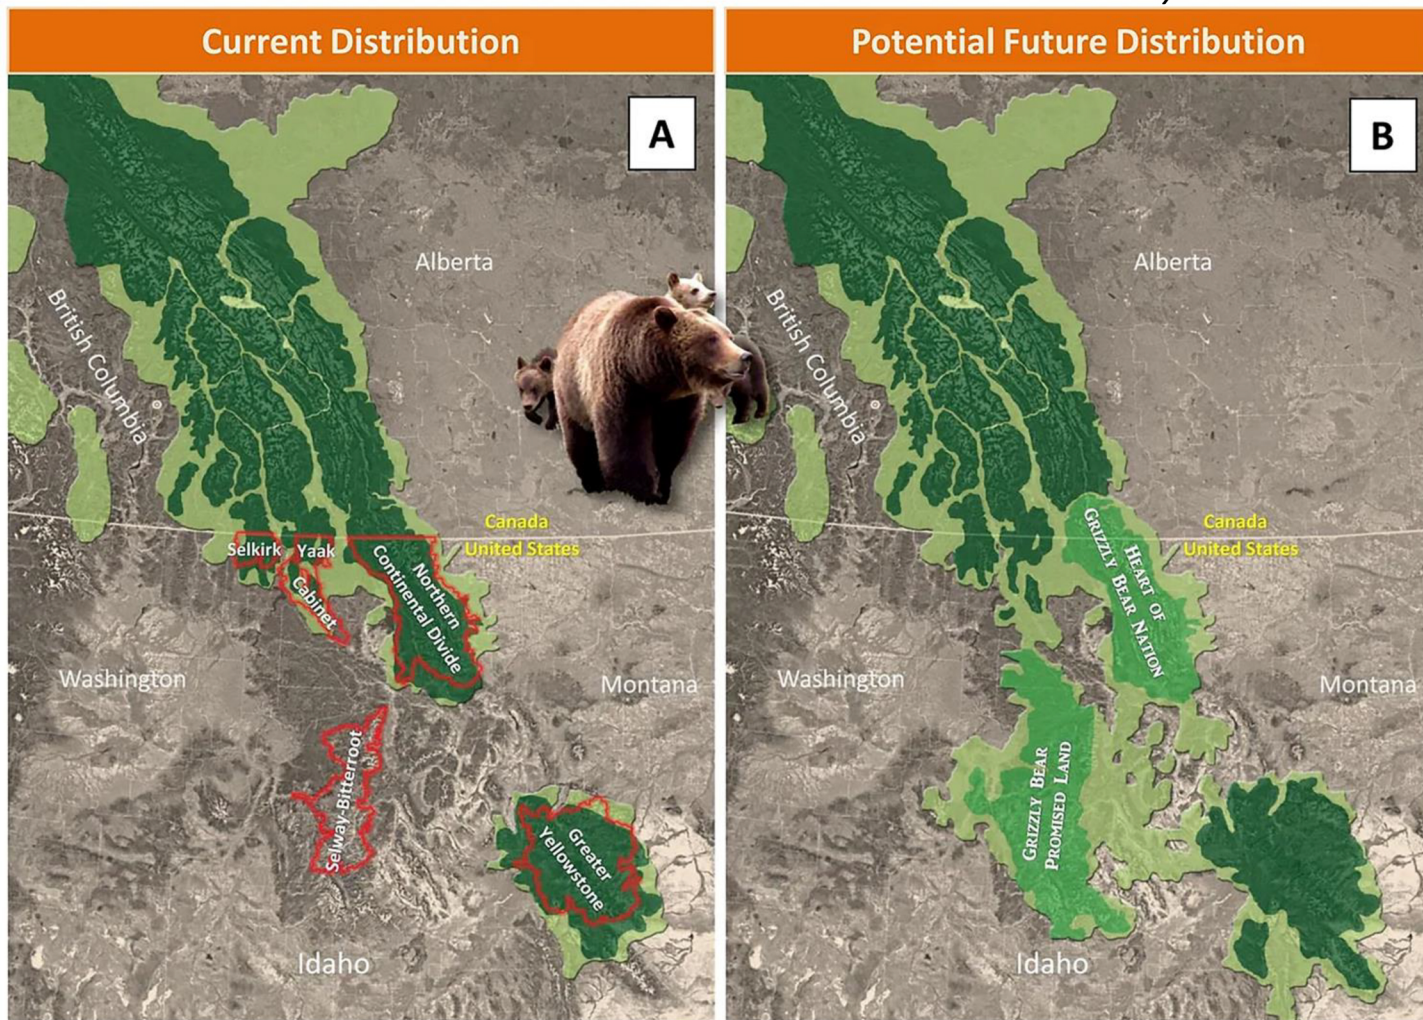 Current Distribution
A
Alberta
British Columbia
Canada
United States
Selkirk
Yaak
Cabinet
Northern
Continental Divide
Washington
Montana
Selway-Bitterroot
Greater
Yellowstone
Idaho
Potential Future Distribution
B
Alberta
British Columbia
Canada
United States
HEART OF
GRIZZLY BEAR NATION
Washington
Montana
GRIZZLY BEAR
PROMISED LAND
Idaho